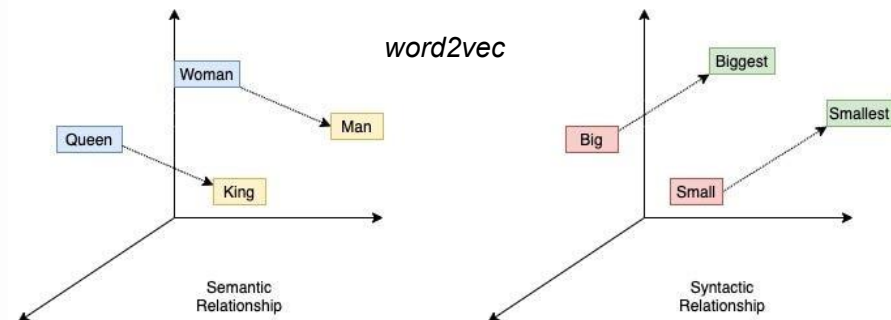 word2vec
Woman
Man
Queen
King
Semantic
Relationship
Biggest
Smallest
Big
Small
Syntactic
Relationship